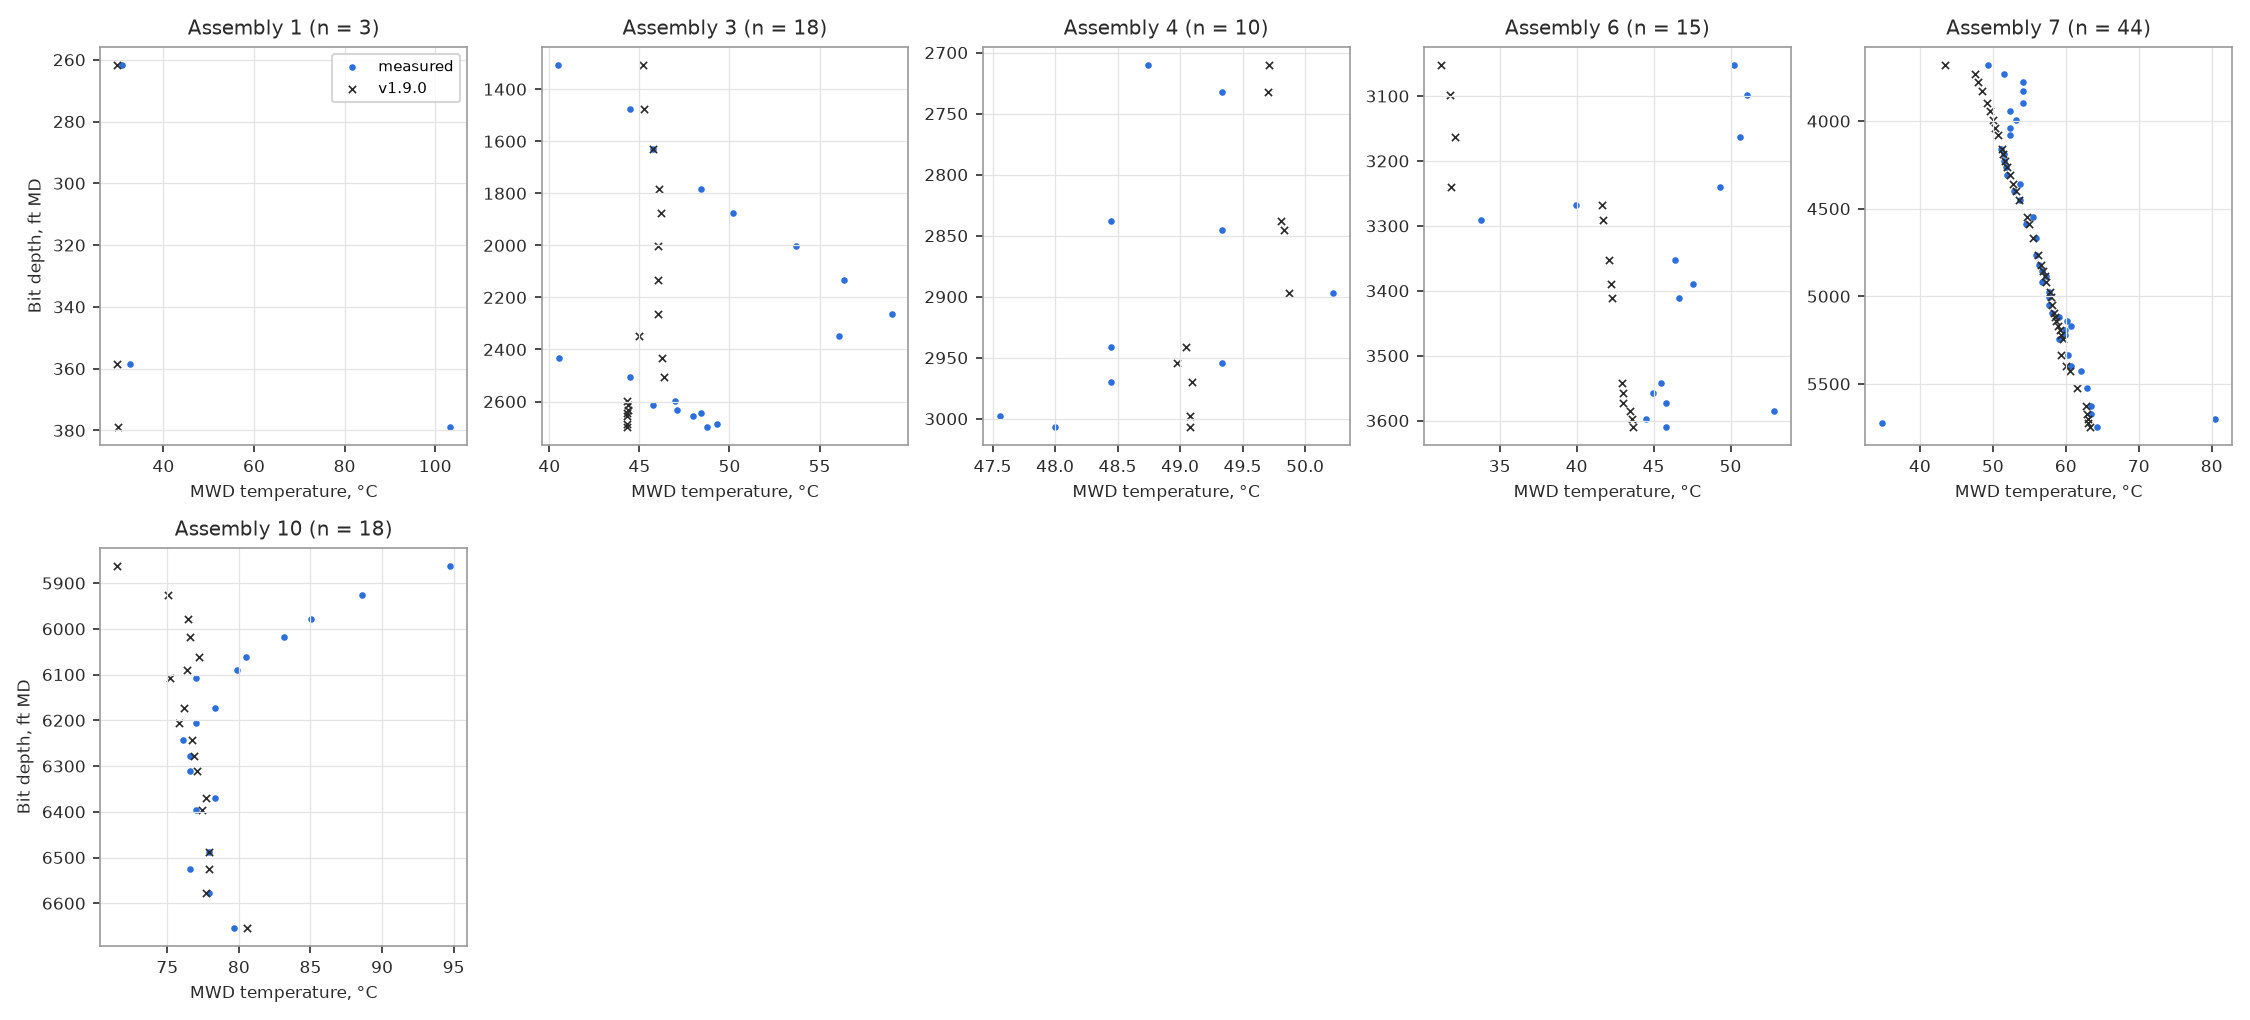 Assembly 1 (n = 3)
Assembly 3 (n = 18)
Assembly 4 (n = 10)
Assembly 6 (n = 15)
Assembly 7 (n = 44)
measured
v1.9.0
Bit depth, ft MD
260
280
300
320
340
360
380
40 60 80 100
MWD temperature, °C
1400
1600
1800
2000
2200
2400
2600
40 45 50 55
MWD temperature, °C
2700
2750
2800
2850
2900
2950
3000
47.5 48.0 48.5 49.0 49.5 50.0
MWD temperature, °C
3100
3200
3300
3400
3500
3600
35 40 45 50
MWD temperature, °C
4000
4500
5000
5500
40 50 60 70 80
MWD temperature, °C
Assembly 10 (n = 18)
Bit depth, ft MD
5900
6000
6100
6200
6300
6400
6500
6600
75 80 85 90 95
MWD temperature, °C